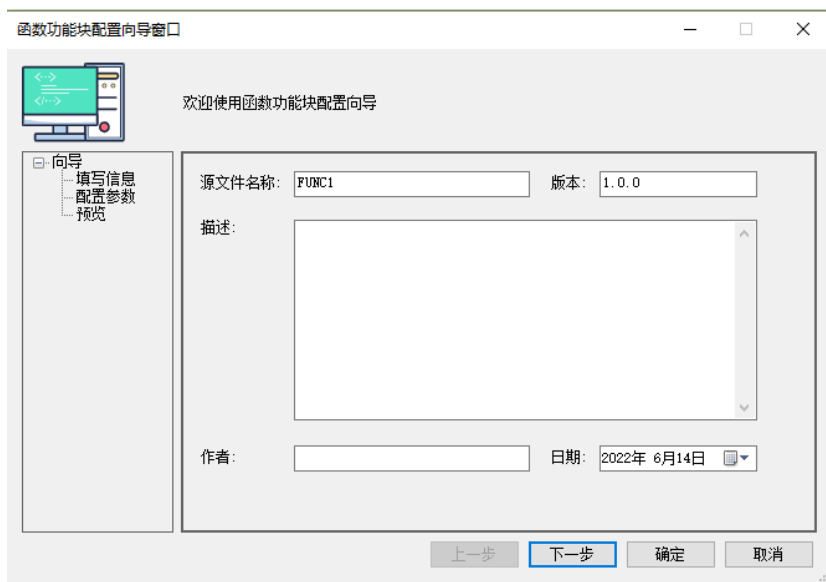 函数功能块配置向导窗口
欢迎使用函数功能块配置向导
向导
填写信息
配置参数
预览
源文件名称: FUNC1 版本: 1.0.0
描述:
作者: 日期: 2022年 6月14日
上一步 下一步 确定 取消